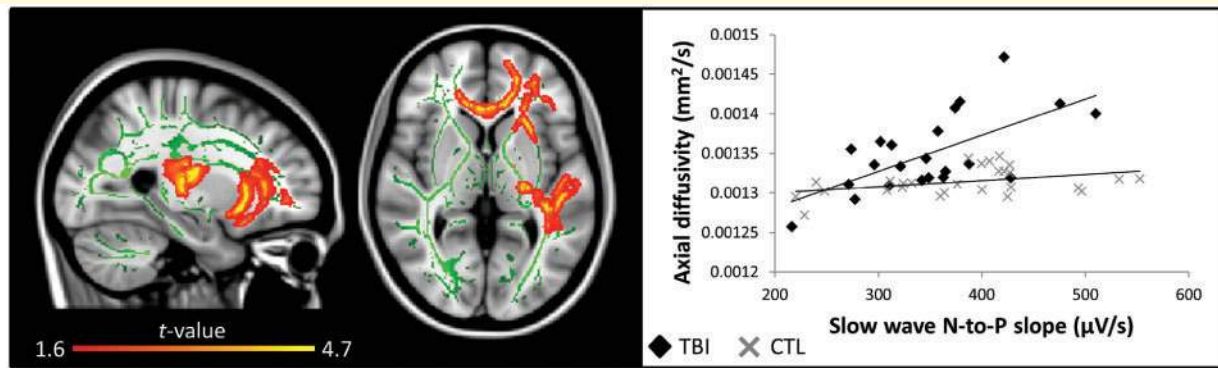 t-value
1.6 4.7
Axial diffusivity (mm²/s)
0.0015
0.00145
0.0014
0.00135
0.0013
0.00125
0.0012
200 300 400 500 600
Slow wave N-to-P slope (µV/s)
TBI CTL